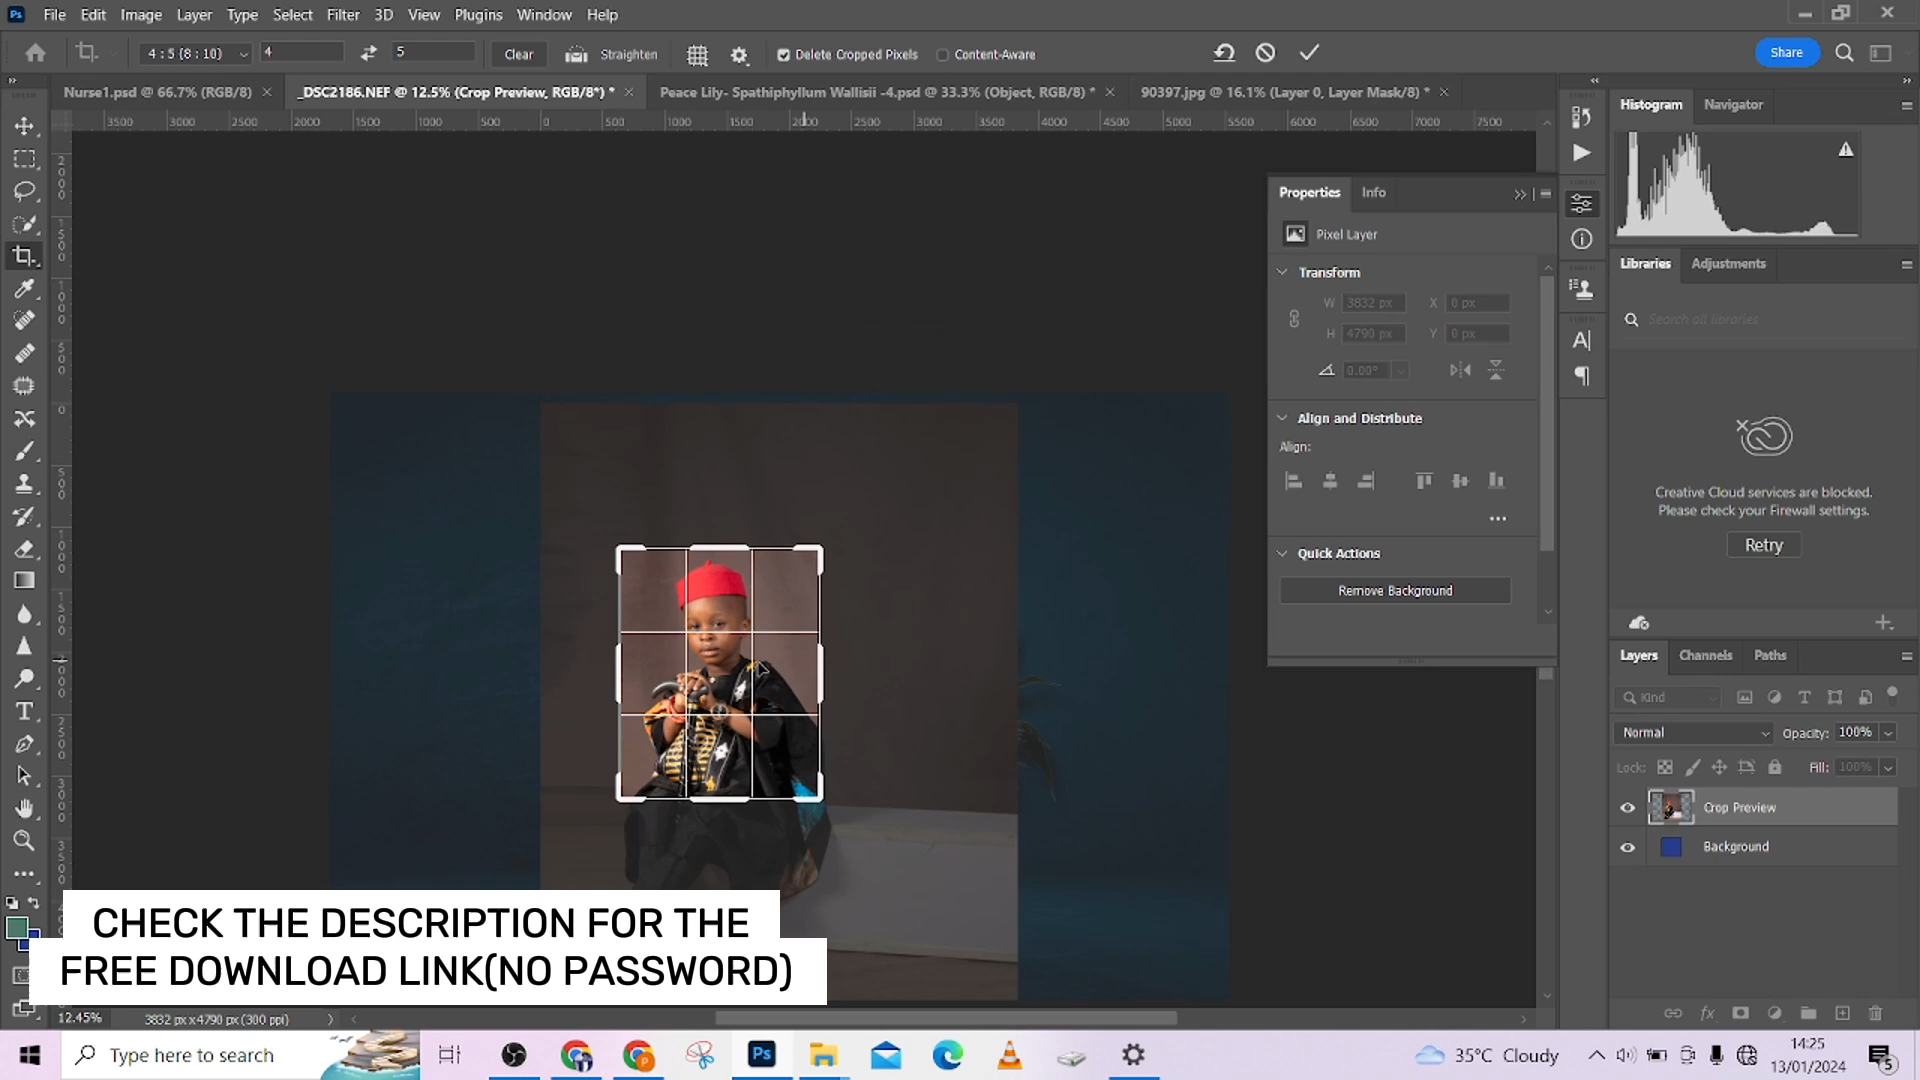 Ps File Edit Image Layer Type Select Filter 3D View Plugins Window Help
4 : 5 (8 : 10) 4 5 Clear Straighten Delete Cropped Pixels Content-Aware Share
Nurse1.psd @ 66.7% (RGB/8) _DSC2186.NEF @ 12.5% (Crop Preview, RGB/8*) * Peace Lily- Spathiphyllum Wallisii -4.psd @ 33.3% (Object, RGB/8) * 90397.jpg @ 16.1% (Layer 0, Layer Mask/8) *
3500 3000 2500 2000 1500 1000 500 0 500 1000 1500 2000 2500 3000 3500 4000 4500 5000 5500 6000 6500 7000 7500
Histogram Navigator
Properties Info
Pixel Layer
Transform
W 3832 px X 0 px
H 4790 px Y 0 px
0.00°
Align and Distribute
Align:
Quick Actions
Remove Background
Libraries Adjustments
Search all libraries
Creative Cloud services are blocked.
Please check your Firewall settings.
Retry
Layers Channels Paths
Kind
Normal Opacity: 100%
Lock: Fill: 100%
Crop Preview
Background
CHECK THE DESCRIPTION FOR THE
FREE DOWNLOAD LINK(NO PASSWORD)
12.45% 3832 px x 4790 px (300 ppi)
Type here to search Ps 35°C Cloudy 14:25
13/01/2024 5